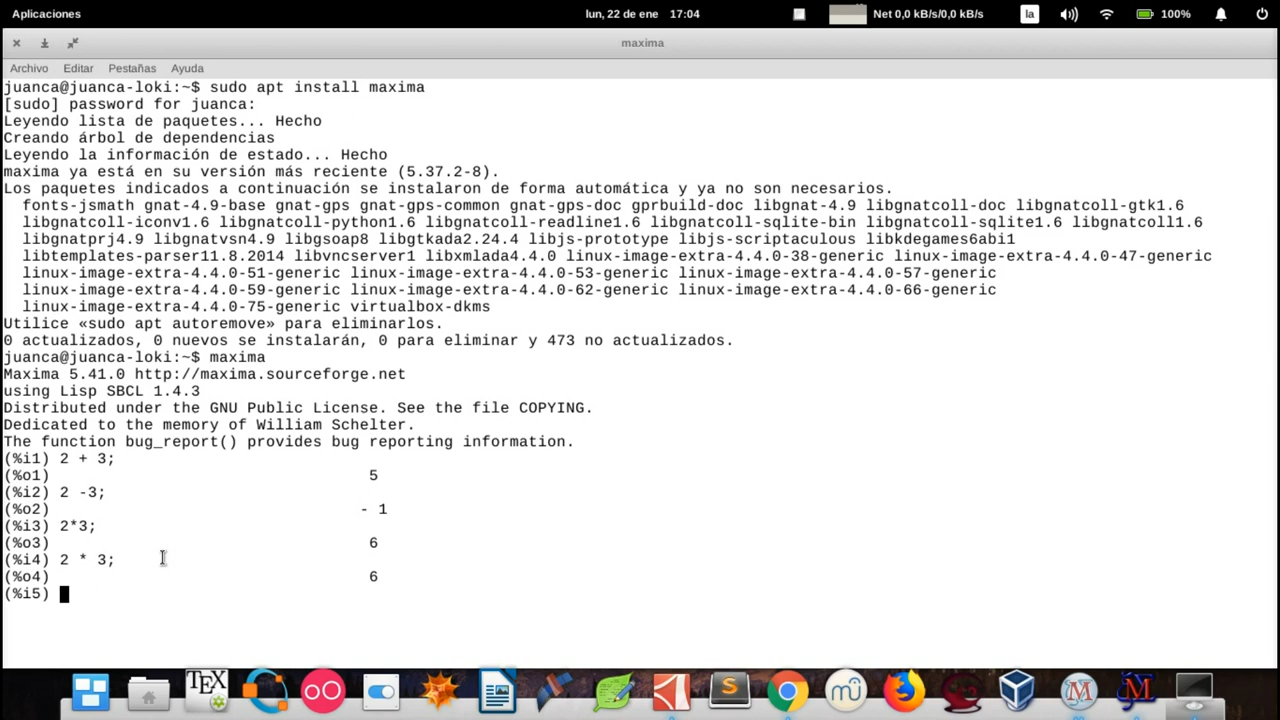 Aplicaciones lun, 22 de ene 17:04 Net 0,0 kB/s/0,0 kB/s la 100%
maxima
Archivo Editar Pestañas Ayuda
juanca@juanca-loki:~$ sudo apt install maxima
[sudo] password for juanca:
Leyendo lista de paquetes... Hecho
Creando árbol de dependencias
Leyendo la información de estado... Hecho
maxima ya está en su versión más reciente (5.37.2-8).
Los paquetes indicados a continuación se instalaron de forma automática y ya no son necesarios.
fonts-jsmath gnat-4.9-base gnat-gps gnat-gps-common gnat-gps-doc gprbuild-doc libgnat-4.9 libgnatcoll-doc libgnatcoll-gtk1.6
libgnatcoll-iconv1.6 libgnatcoll-python1.6 libgnatcoll-readline1.6 libgnatcoll-sqlite-bin libgnatcoll-sqlite1.6 libgnatcoll1.6
libgnatprj4.9 libgnatvsn4.9 libgsoap8 libgtkada2.24.4 libjs-prototype libjs-scriptaculous libkdegames6abi1
libtemplates-parser11.8.2014 libvncserver1 libxmlada4.4.0 linux-image-extra-4.4.0-38-generic linux-image-extra-4.4.0-47-generic
linux-image-extra-4.4.0-51-generic linux-image-extra-4.4.0-53-generic linux-image-extra-4.4.0-57-generic
linux-image-extra-4.4.0-59-generic linux-image-extra-4.4.0-62-generic linux-image-extra-4.4.0-66-generic
linux-image-extra-4.4.0-75-generic virtualbox-dkms
Utilice «sudo apt autoremove» para eliminarlos.
0 actualizados, 0 nuevos se instalarán, 0 para eliminar y 473 no actualizados.
juanca@juanca-loki:~$ maxima
Maxima 5.41.0 http://maxima.sourceforge.net
using Lisp SBCL 1.4.3
Distributed under the GNU Public License. See the file COPYING.
Dedicated to the memory of William Schelter.
The function bug_report() provides bug reporting information.
(%i1) 2 + 3;
(%o1) 5
(%i2) 2 -3;
(%o2) - 1
(%i3) 2*3;
(%o3) 6
(%i4) 2 * 3;
(%o4) 6
(%i5)
TEX S mu M M